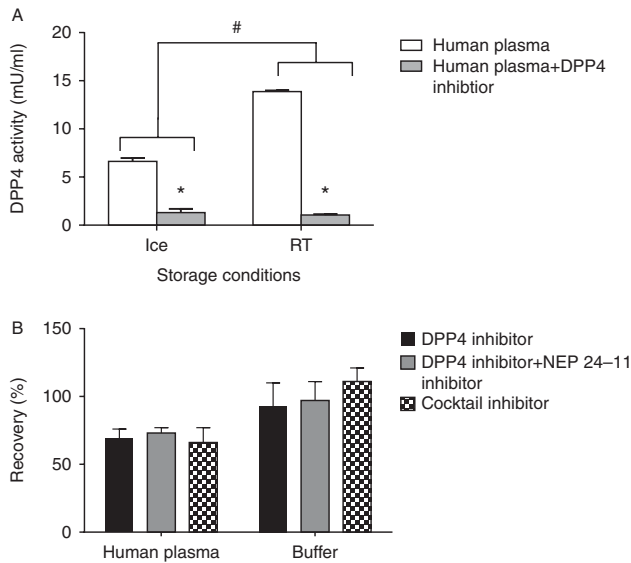 A
#
DPP4 activity (mU/ml)
20
15
10
5
0
*
*
Ice
RT
Storage conditions
Human plasma
Human plasma+DPP4
inhibtior
B
Recovery (%)
150
100
50
0
Human plasma
Buffer
DPP4 inhibitor
DPP4 inhibitor+NEP 24–11
inhibitor
Cocktail inhibitor